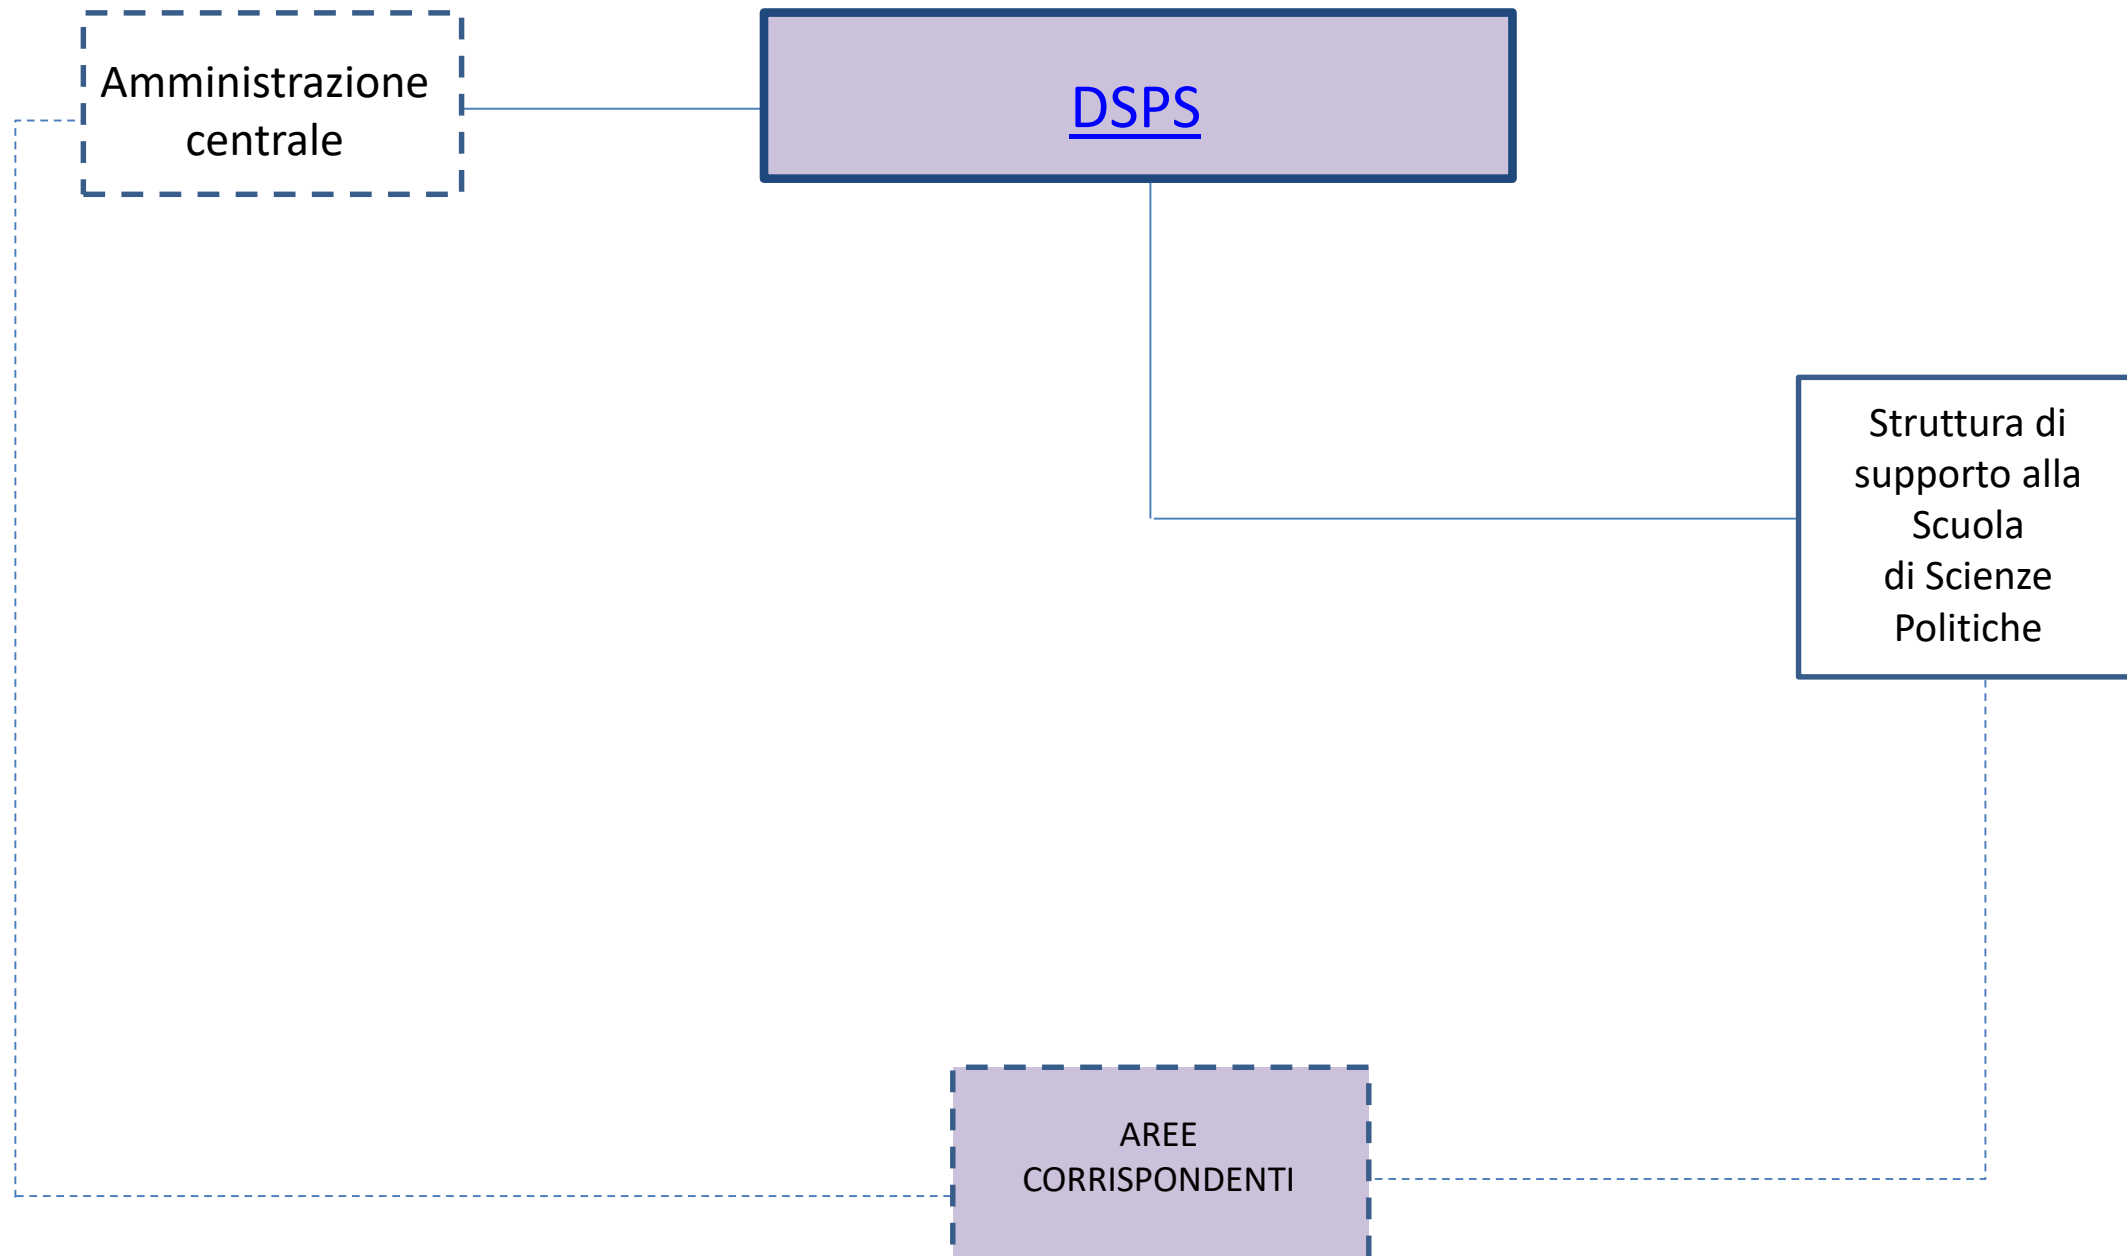 Amministrazione
centrale
DSPS
Struttura di
supporto alla
Scuola
di Scienze
Politiche
AREE
CORRISPONDENTI